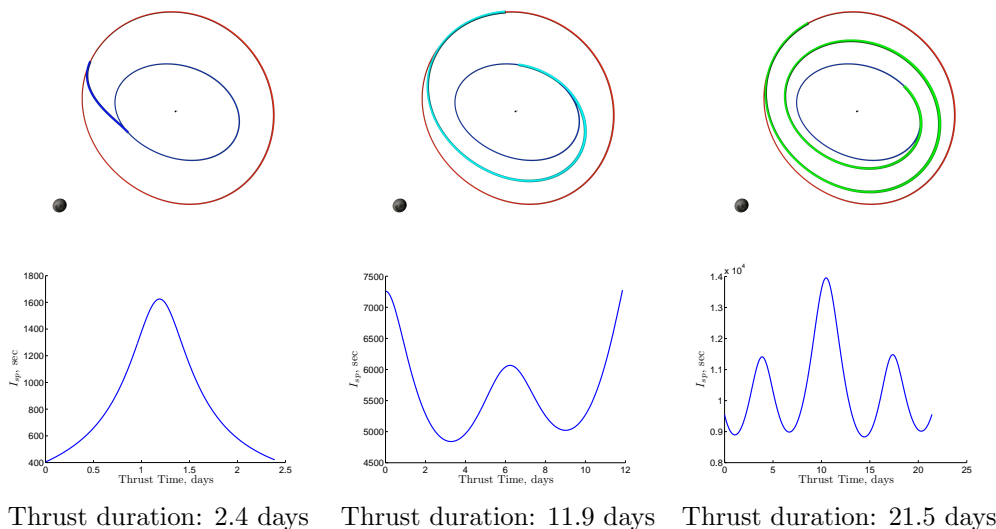 1800
1600
1400
1200
1000
800
600
400
I_sp, sec
0 0.5 1 1.5 2 2.5
Thrust Time, days
7500
7000
6500
6000
5500
5000
4500
I_sp, sec
0 2 4 6 8 10 12
Thrust Time, days
x 10^4
1.4
1.3
1.2
1.1
1
0.9
0.8
I_sp, sec
0 5 10 15 20 25
Thrust Time, days
Thrust duration: 2.4 days
Thrust duration: 11.9 days
Thrust duration: 21.5 days